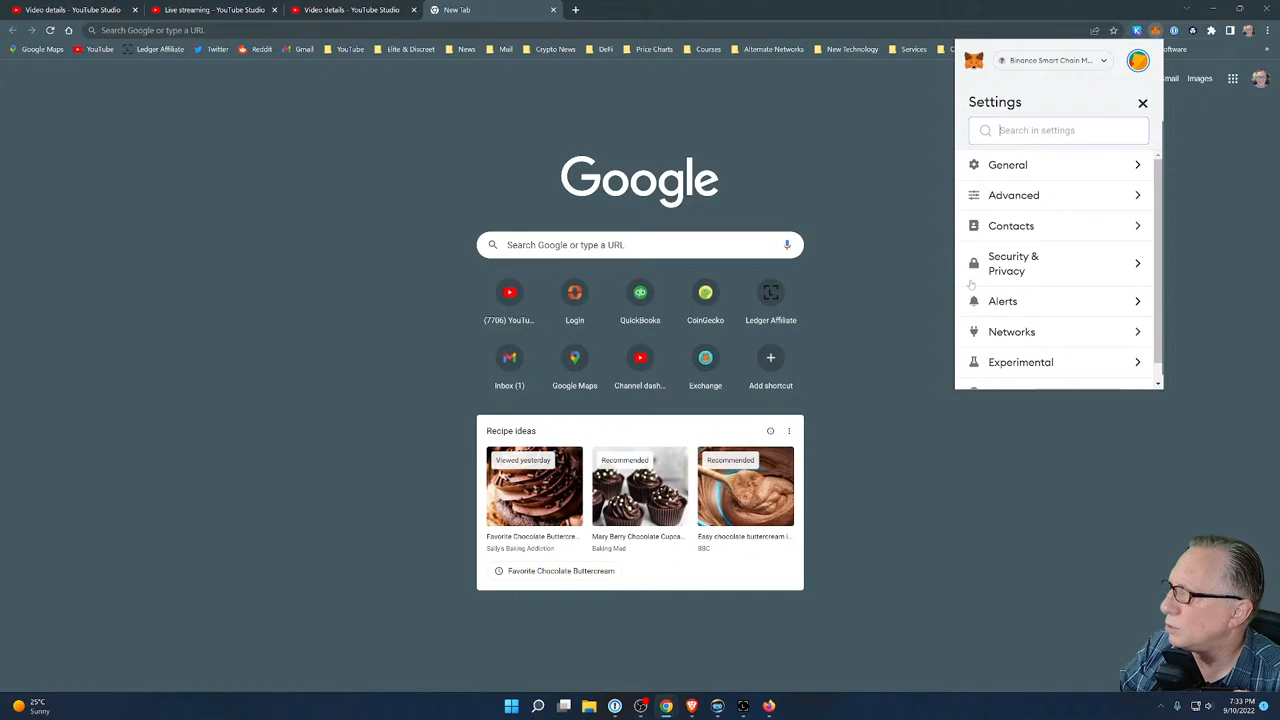 Video details - YouTube Studio
Live streaming - YouTube Studio
Video details - YouTube Studio
New Tab
Search Google or type a URL
Google Maps
YouTube
Ledger Affiliate
Twitter
Reddit
Gmail
YouTube
Elite & Discreet
News
Mail
Crypto News
DeFi
Price Charts
Courses
Alternate Networks
New Technology
Services
Binance Smart Chain M...
Images
Settings
Search in settings
General
Advanced
Contacts
Security &
Privacy
Alerts
Networks
Experimental
Google
Search Google or type a URL
(7706) YouTu...
Login
QuickBooks
CoinGecko
Ledger Affiliate
Inbox (1)
Google Maps
Channel dash...
Exchange
Add shortcut
Recipe ideas
Viewed yesterday
Recommended
Recommended
Favorite Chocolate Buttercre...
Mary Berry Chocolate Cupca...
Easy chocolate buttercream i...
Sally's Baking Addiction
Baking Mad
BBC
Favorite Chocolate Buttercream
25°C
Sunny
7:33 PM
9/10/2022